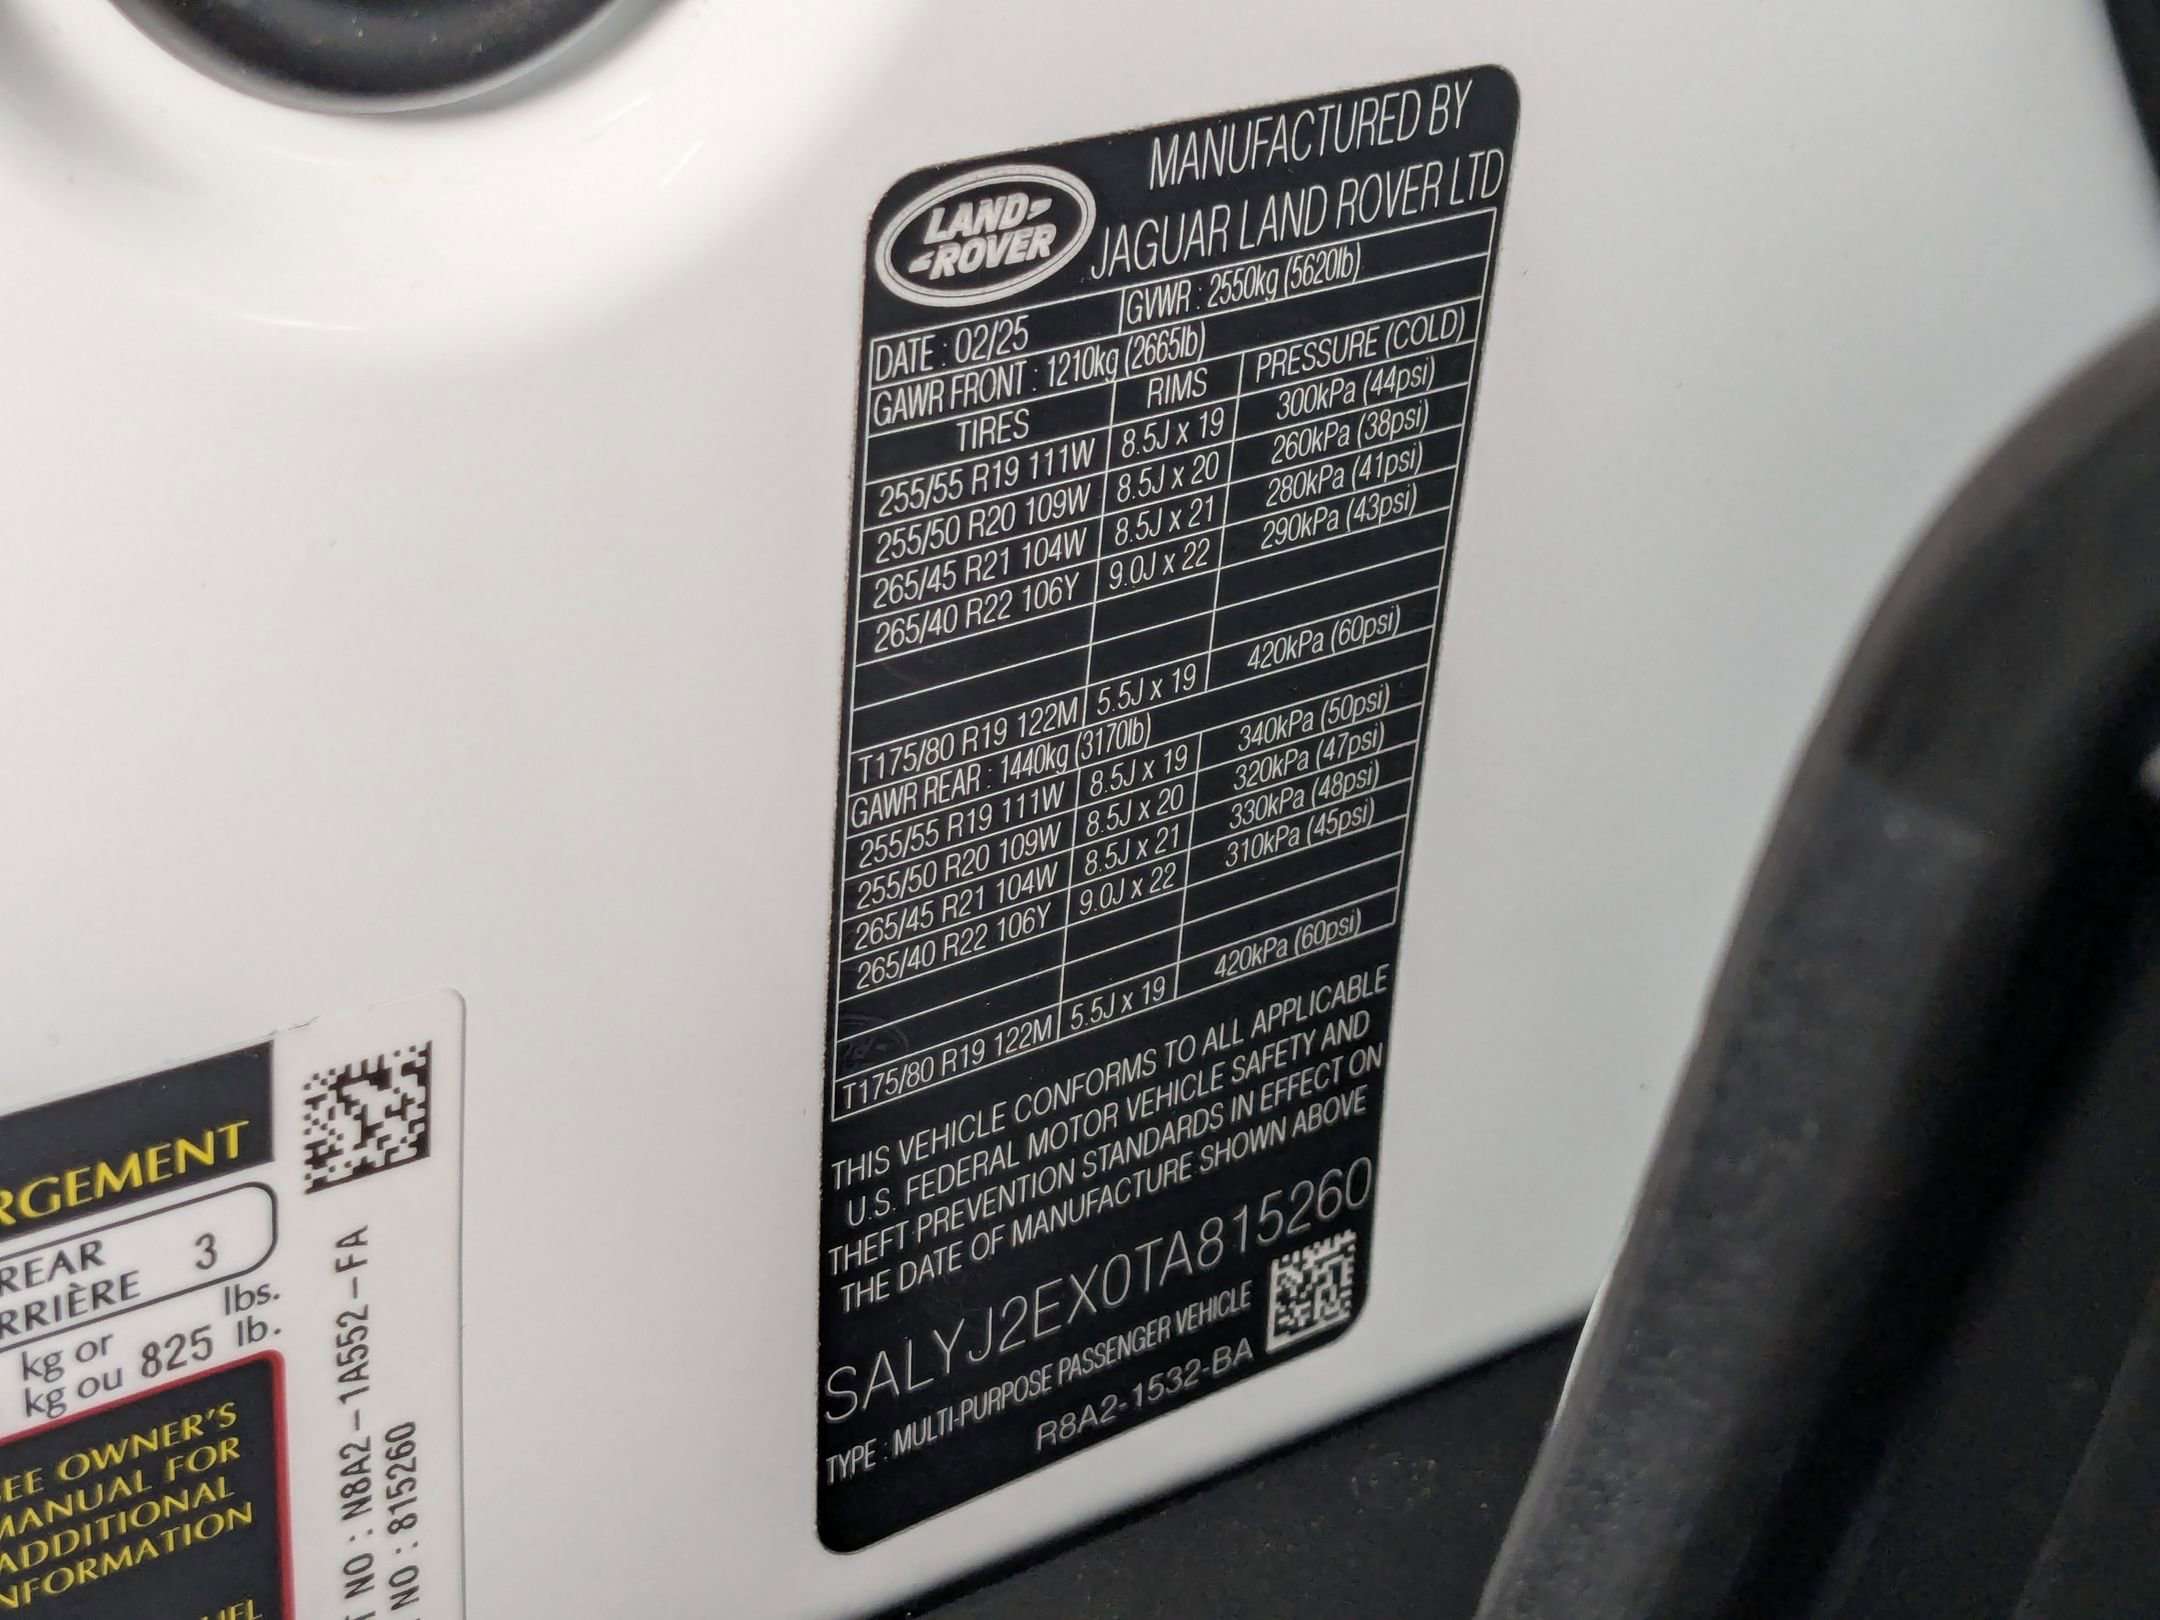 LAND-
ROVER
MANUFACTURED BY
JAGUAR LAND ROVER LTD
DATE : 02/25 GVWR : 2550kg (5620lb)
GAWR FRONT : 1210kg (2665lb)
TIRES RIMS PRESSURE (COLD)
255/55 R19 111W 8.5J x 19 300kPa (44psi)
255/50 R20 109W 8.5J x 20 260kPa (38psi)
265/45 R21 104W 8.5J x 21 280kPa (41psi)
265/40 R22 106Y 9.0J x 22 290kPa (43psi)
T175/80 R19 122M 5.5J x 19 420kPa (60psi)
GAWR REAR : 1440kg (3170lb)
255/55 R19 111W 8.5J x 19 340kPa (50psi)
255/50 R20 109W 8.5J x 20 320kPa (47psi)
265/45 R21 104W 8.5J x 21 330kPa (48psi)
265/40 R22 106Y 9.0J x 22 310kPa (45psi)
T175/80 R19 122M 5.5J x 19 420kPa (60psi)
THIS VEHICLE CONFORMS TO ALL APPLICABLE
U.S. FEDERAL MOTOR VEHICLE SAFETY AND
THEFT PREVENTION STANDARDS IN EFFECT ON
THE DATE OF MANUFACTURE SHOWN ABOVE
SALYJ2EX0TA815260
TYPE : MULTI-PURPOSE PASSENGER VEHICLE
R8A2-1532-BA
RGEMENT
REAR 3
RRIÈRE
kg or lbs.
kg ou 825 lb.
EE OWNER'S
MANUAL FOR
ADDITIONAL
NFORMATION
UEL
T NO : N8A2-1A552-FA
NO : 815260